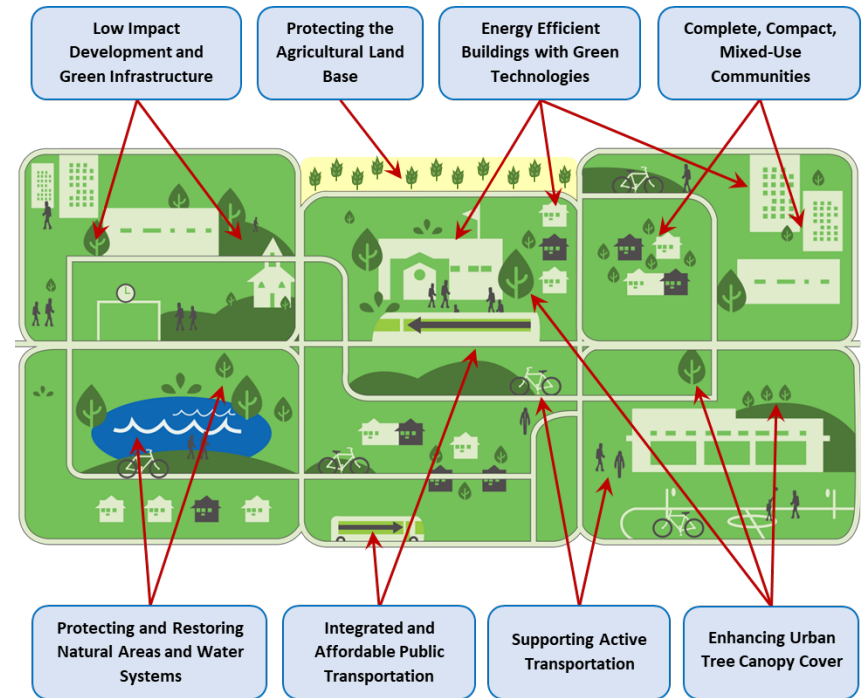 Low Impact
Development and
Green Infrastructure
Protecting the
Agricultural Land
Base
Energy Efficient
Buildings with Green
Technologies
Complete, Compact,
Mixed-Use
Communities
Protecting and Restoring
Natural Areas and Water
Systems
Integrated and
Affordable Public
Transportation
Supporting Active
Transportation
Enhancing Urban
Tree Canopy Cover